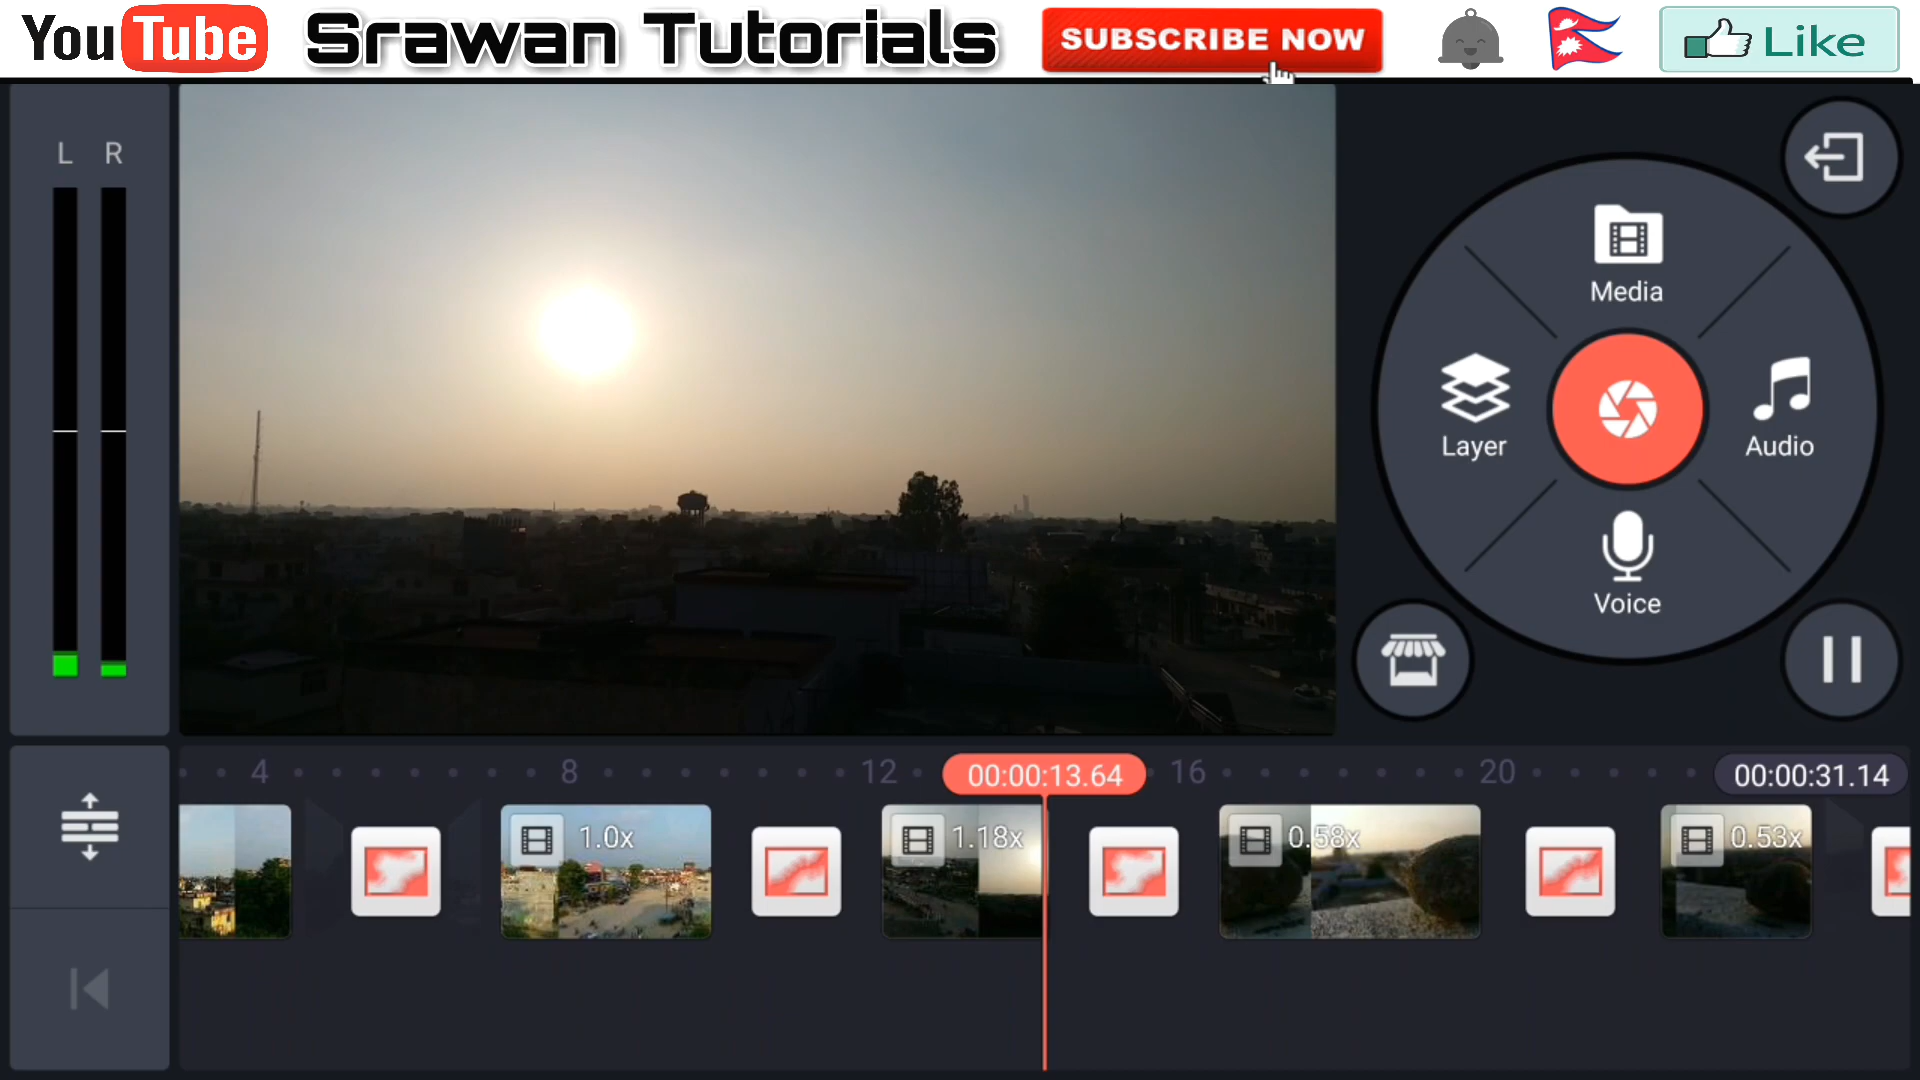 YouTube Srawan Tutorials SUBSCRIBE NOW Like
L R
Media
Layer
Audio
Voice
4 8 12 00:00:13.64 16 20 00:00:31.14
1.0x 1.18x 0.58x 0.53x